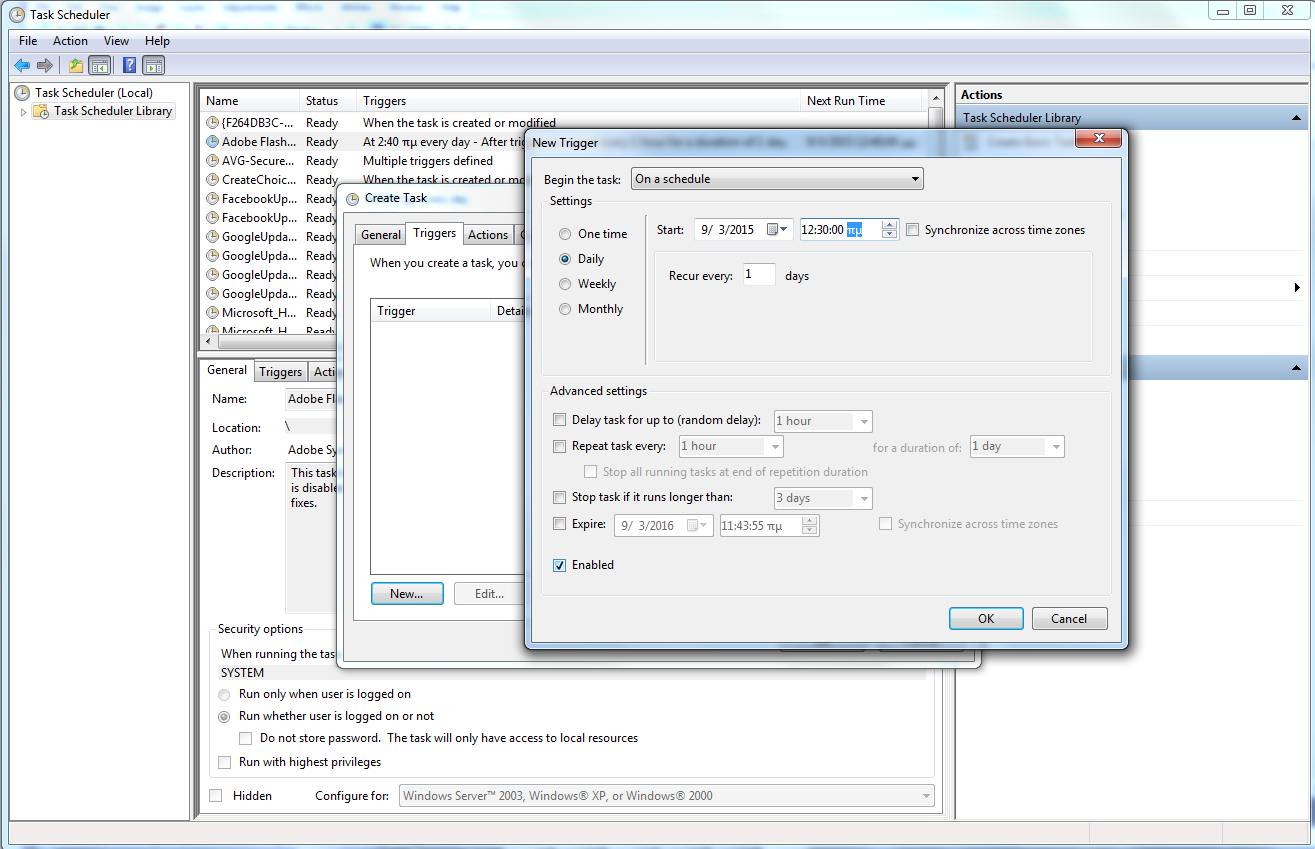 Task Scheduler
File Action View Help
Task Scheduler (Local)
Task Scheduler Library
Name Status Triggers Next Run Time
{F264DB3C-... Ready When the task is created or modified
Adobe Flash... Ready At 2:40 πμ every day - After trig
AVG-Secure... Ready Multiple triggers defined
CreateChoic... Ready When the task is created or mo
FacebookUp... Ready
FacebookUp... Ready
GoogleUpda... Ready
GoogleUpda... Ready
GoogleUpda... Ready
GoogleUpda... Ready
Microsoft_H... Ready
Microsoft_H... Ready
Actions
Task Scheduler Library
General Triggers Acti
Name: Adobe Fl
Location: \
Author: Adobe Sy
Description: This task
is disable
fixes.
Security options
When running the tas
SYSTEM
Run only when user is logged on
Run whether user is logged on or not
Do not store password. The task will only have access to local resources
Run with highest privileges
Hidden Configure for: Windows Server™ 2003, Windows® XP, or Windows® 2000
Create Task
General Triggers Actions
When you create a task, you c
Trigger Detai
New... Edit...
New Trigger
Begin the task: On a schedule
Settings
One time
Daily
Weekly
Monthly
Start: 9/ 3/2015 12:30:00 πμ Synchronize across time zones
Recur every: 1 days
Advanced settings
Delay task for up to (random delay): 1 hour
Repeat task every: 1 hour for a duration of: 1 day
Stop all running tasks at end of repetition duration
Stop task if it runs longer than: 3 days
Expire: 9/ 3/2016 11:43:55 πμ Synchronize across time zones
Enabled
OK Cancel